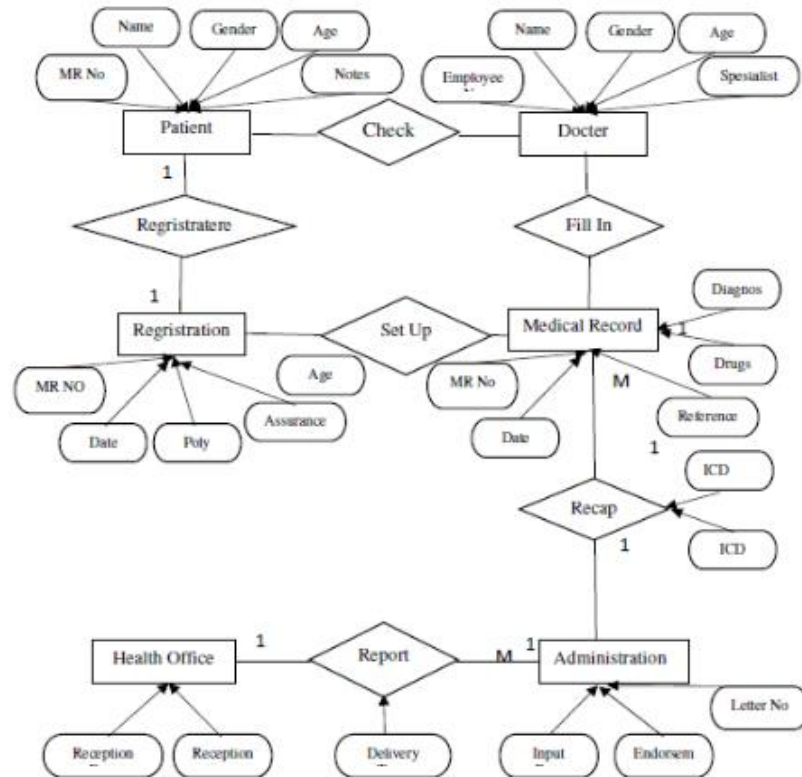 Name
Gender
Age
Name
Gender
Age
MR No
Notes
Employee
Spesialist
Patient
Check
Docter
1
Regristratere
Fill In
1
Regristration
Set Up
Medical Record
Diagnos
1
Drugs
MR NO
Age
MR No
M
Reference
Date
Poly
Assurance
Date
1
ICD
Recap
1
ICD
Health Office
1
Report
M
1
Administration
Letter No
Reception
Reception
Delivery
Input
Endorsem